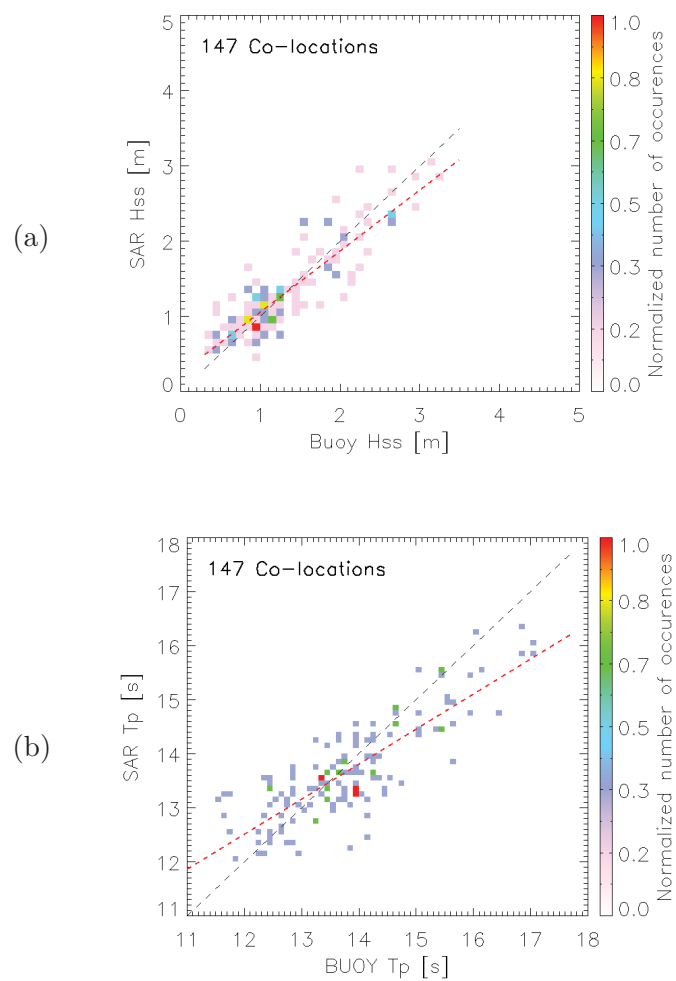 (a)
147 Co-locations
SAR Hss [m]
5
4
3
2
1
0
0 1 2 3 4 5
Buoy Hss [m]
1.0
0.8
0.7
0.5
0.3
0.2
0.0
Normalized number of occurences
(b)
147 Co-locations
SAR Tp [s]
18
17
16
15
14
13
12
11
11 12 13 14 15 16 17 18
BUOY Tp [s]
1.0
0.8
0.7
0.5
0.3
0.2
0.0
Normalized number of occurences